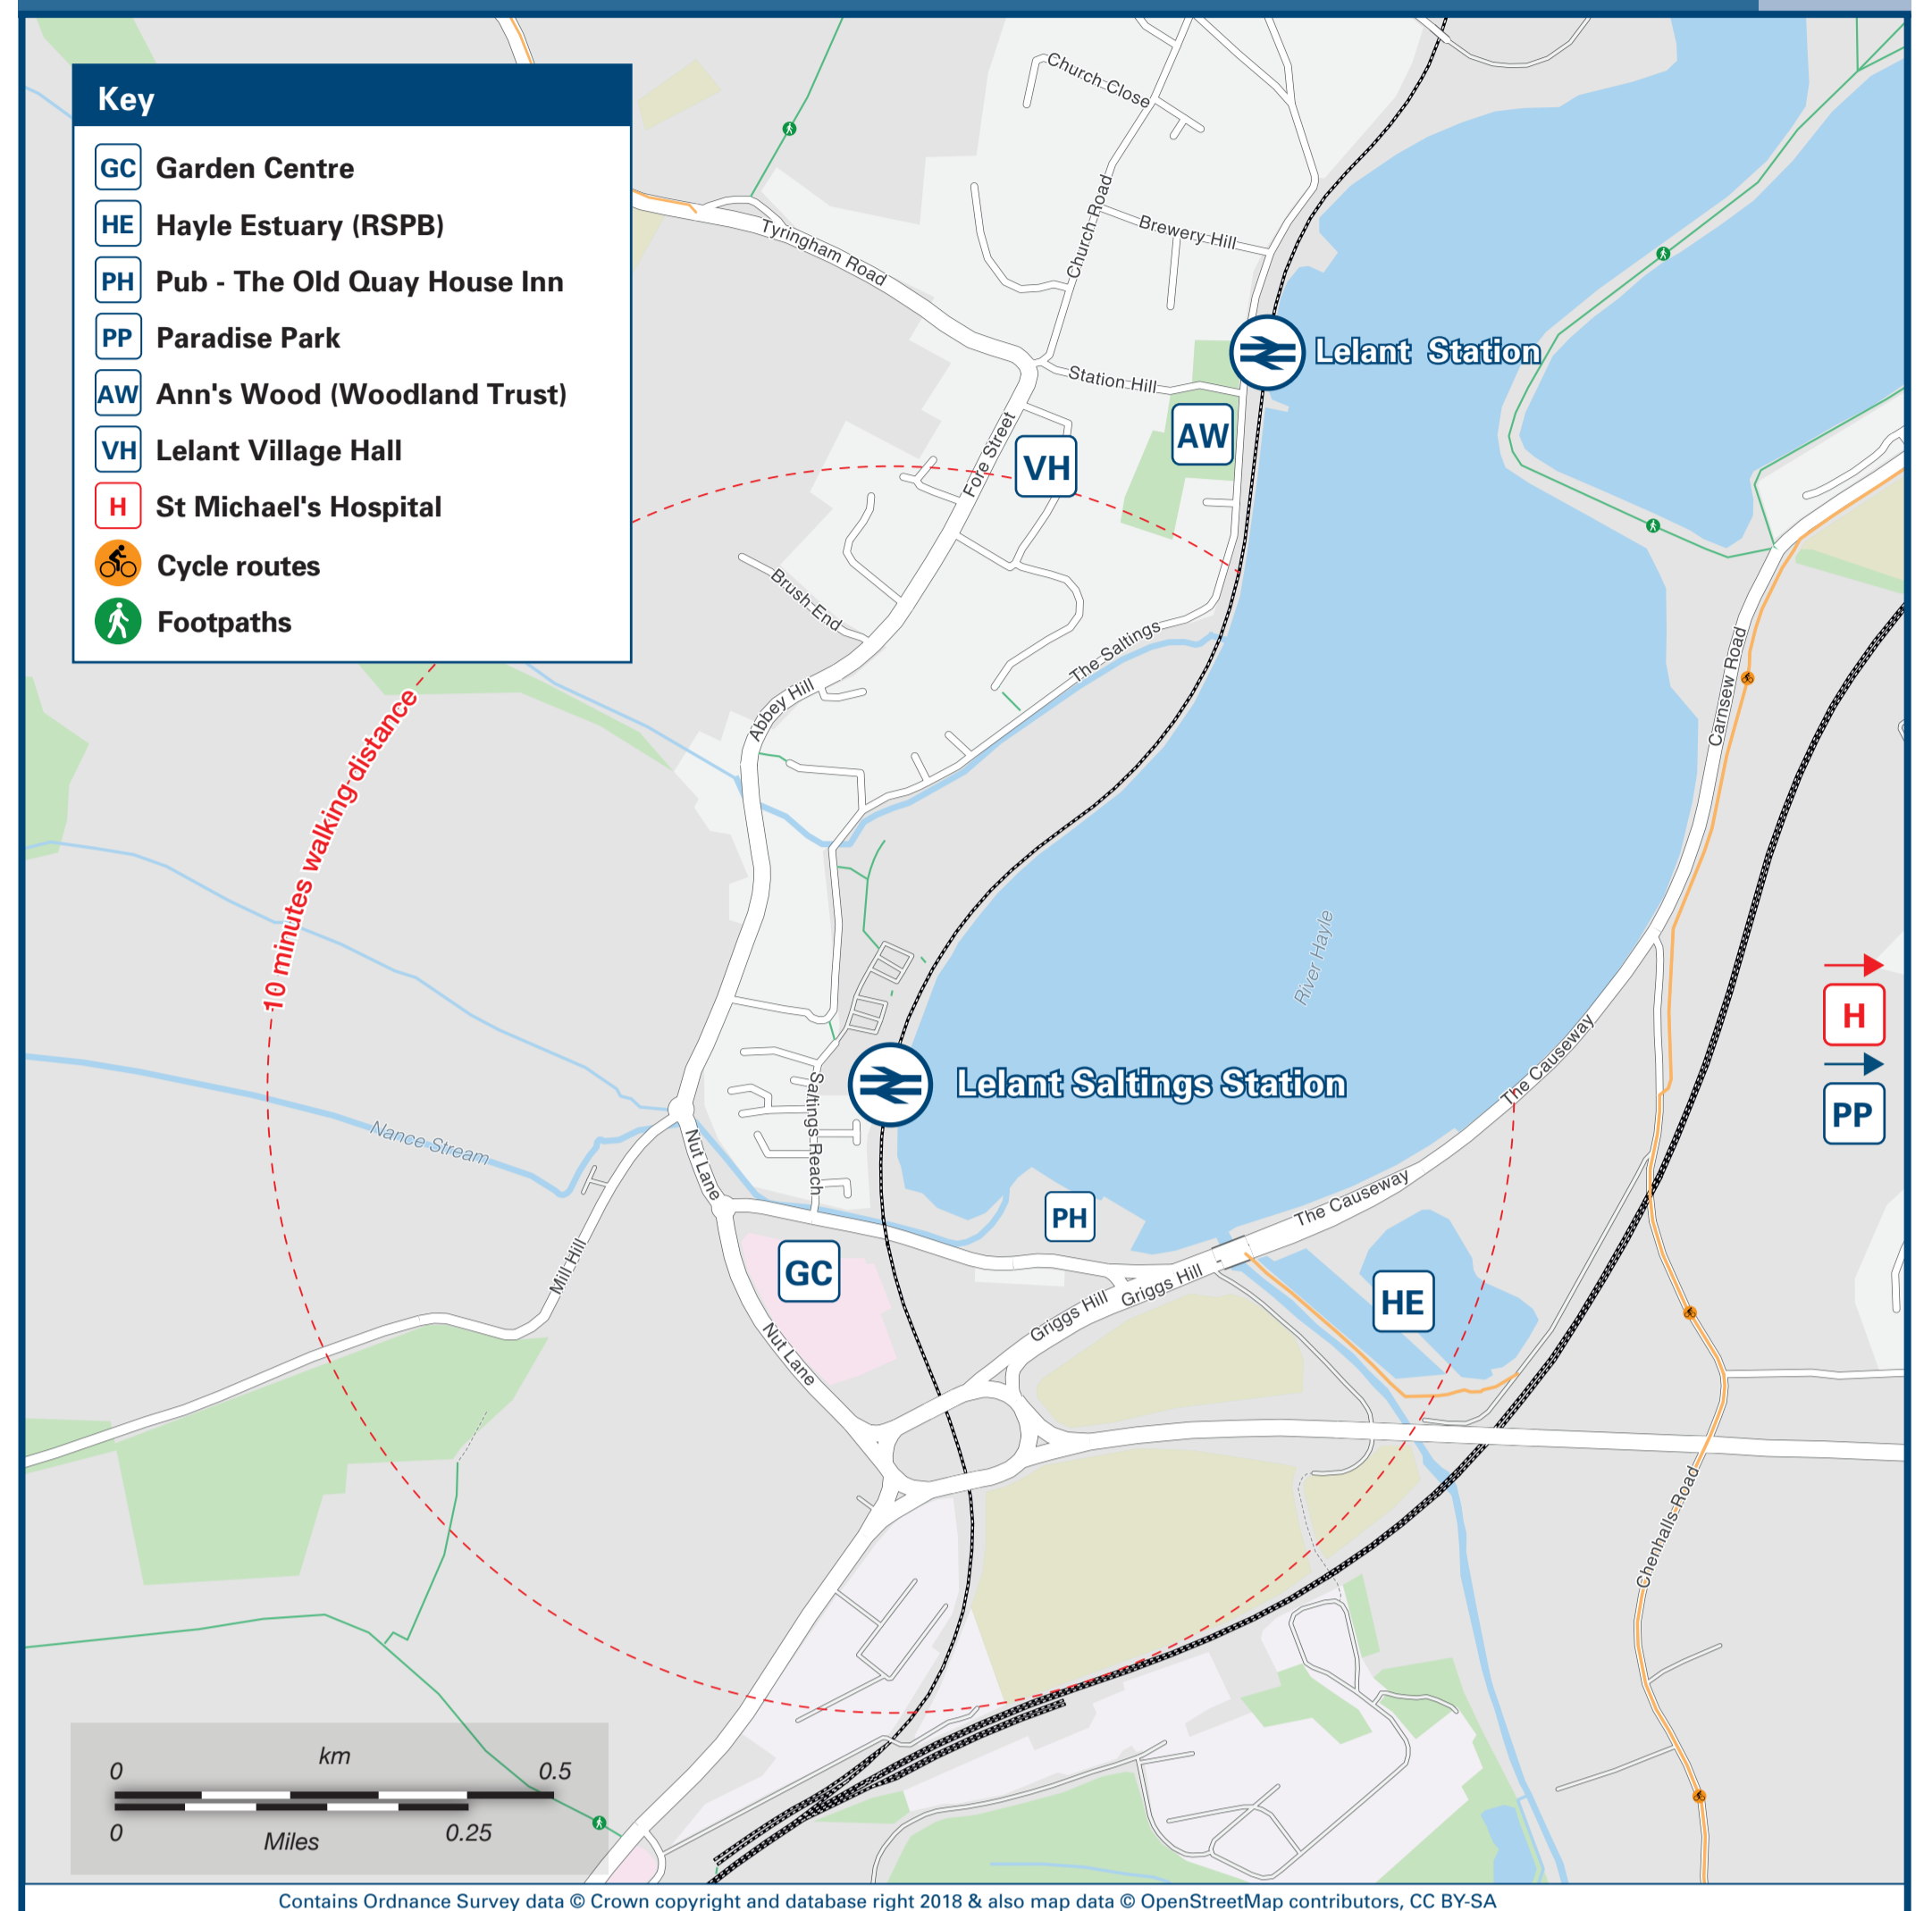 Key
GC Garden Centre
HE Hayle Estuary (RSPB)
PH Pub - The Old Quay House Inn
PP Paradise Park
AW Ann's Wood (Woodland Trust)
VH Lelant Village Hall
H St Michael's Hospital
Cycle routes
Footpaths
Church Close
Church Road
Brewery Hill
Tyringham Road
Lelant Station
Station Hill
AW
Fore Street
VH
Brush End
The Saltings
Abbey Hill
Carnsew Road
10 minutes walking distance
River Hayle
H
PP
The Causeway
Lelant Saltings Station
Saltings Reach
Nance Stream
Nut Lane
PH
The Causeway
Mill Hill
GC
Griggs Hill
Griggs Hill
HE
Nut Lane
Chenhalls Road
km
0 0.5
0 0.25
Miles
Contains Ordnance Survey data © Crown copyright and database right 2018 & also map data © OpenStreetMap contributors, CC BY-SA